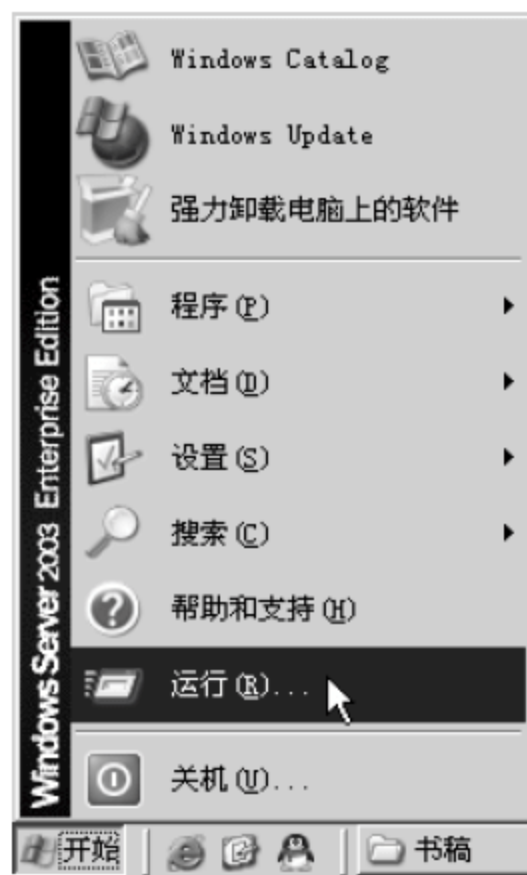 Windows Catalog
Windows Update
强力卸载电脑上的软件
程序(P)
文档(D)
设置(S)
搜索(C)
帮助和支持(H)
运行(R)...
关机(U)...
Windows Server 2003 Enterprise Edition
开始
书稿